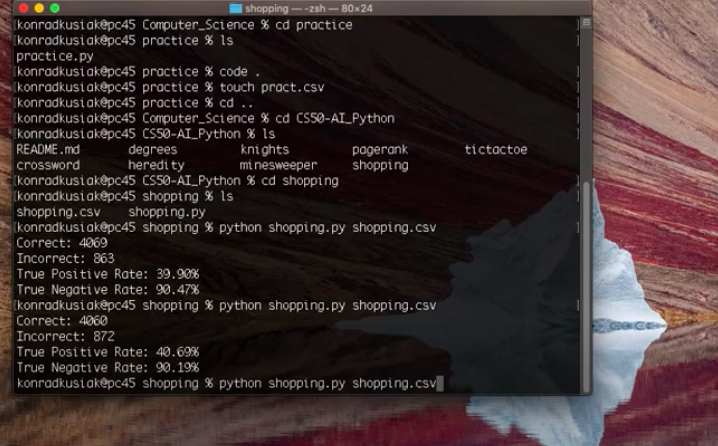 shopping — -zsh — 80×24
[konradkusiak@pc45 Computer_Science % cd practice ]
[konradkusiak@pc45 practice % ls ]
practice.py
[konradkusiak@pc45 practice % code . ]
[konradkusiak@pc45 practice % touch pract.csv ]
[konradkusiak@pc45 practice % cd .. ]
[konradkusiak@pc45 Computer_Science % cd CS50-AI_Python ]
[konradkusiak@pc45 CS50-AI_Python % ls ]
README.md degrees knights pagerank tictactoe
crossword heredity minesweeper shopping
[konradkusiak@pc45 CS50-AI_Python % cd shopping ]
[konradkusiak@pc45 shopping % ls ]
shopping.csv shopping.py
[konradkusiak@pc45 shopping % python shopping.py shopping.csv ]
Correct: 4069
Incorrect: 863
True Positive Rate: 39.90%
True Negative Rate: 90.47%
[konradkusiak@pc45 shopping % python shopping.py shopping.csv ]
Correct: 4060
Incorrect: 872
True Positive Rate: 40.69%
True Negative Rate: 90.19%
konradkusiak@pc45 shopping % python shopping.py shopping.csv